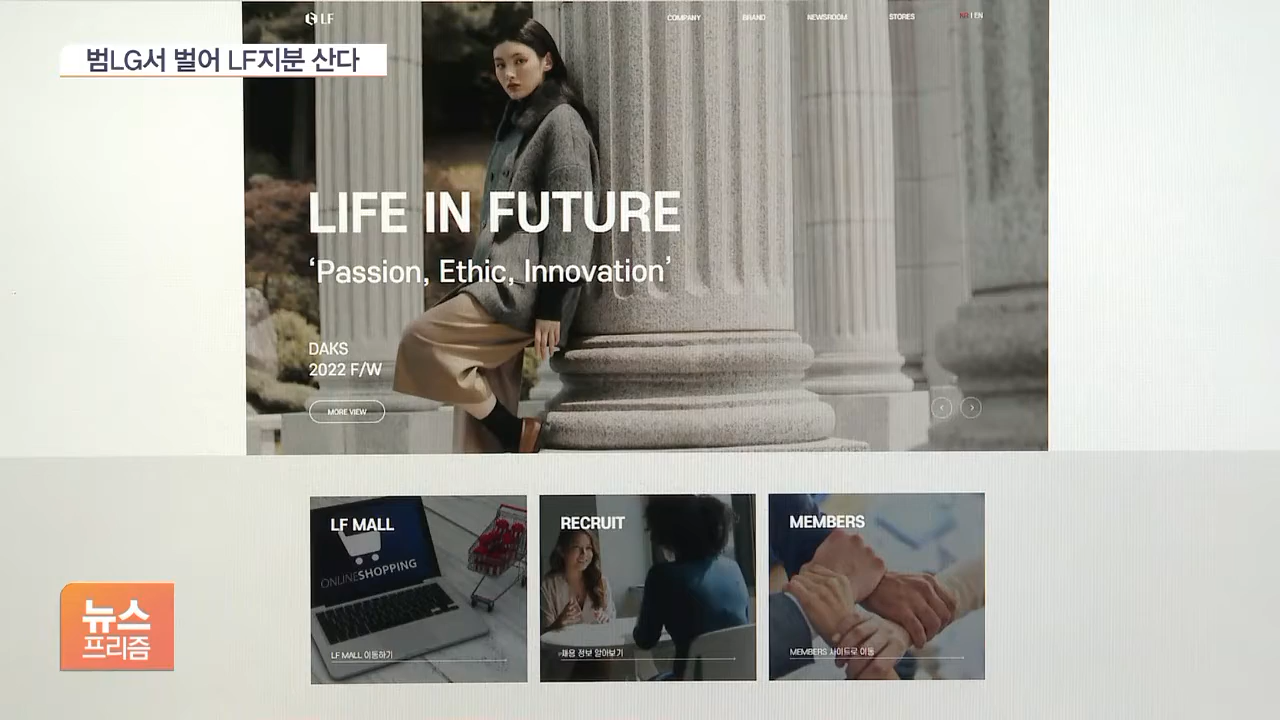 범LG서 벌어 LF지분 산다
LF
COMPANY
BRAND
NEWSROOM
STORES
KR | EN
LIFE IN FUTURE
‘Passion, Ethic, Innovation’
DAKS
2022 F/W
MORE VIEW
LF MALL
ONLINESHOPPING
LF MALL 이동하기
RECRUIT
채용 정보 알아보기
MEMBERS
MEMBERS 사이트로 이동
뉴스
프리즘